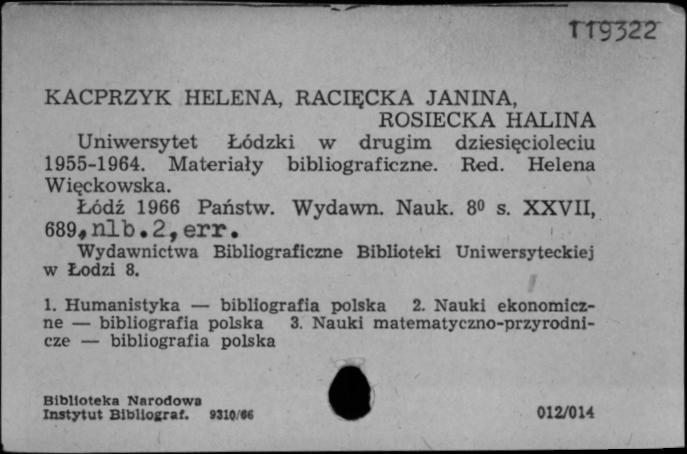 119322
KACPRZYK HELENA, RACIĘCKA JANINA,
ROSIECKA HALINA
Uniwersytet Łódzki w drugim dziesięcioleciu
1955-1964. Materiały bibliograficzne. Red. Helena
Więckowska.
Łódź 1966 Państw. Wydawn. Nauk. 8⁰ s. XXVII,
689, nlb. 2, err.
Wydawnictwa Bibliograficzne Biblioteki Uniwersyteckiej
w Łodzi 8.
1. Humanistyka — bibliografia polska 2. Nauki ekonomicz-
ne — bibliografia polska 3. Nauki matematyczno-przyrodni-
cze — bibliografia polska
Biblioteka Narodowa
Instytut Bibliograf. 9310/66
012/014